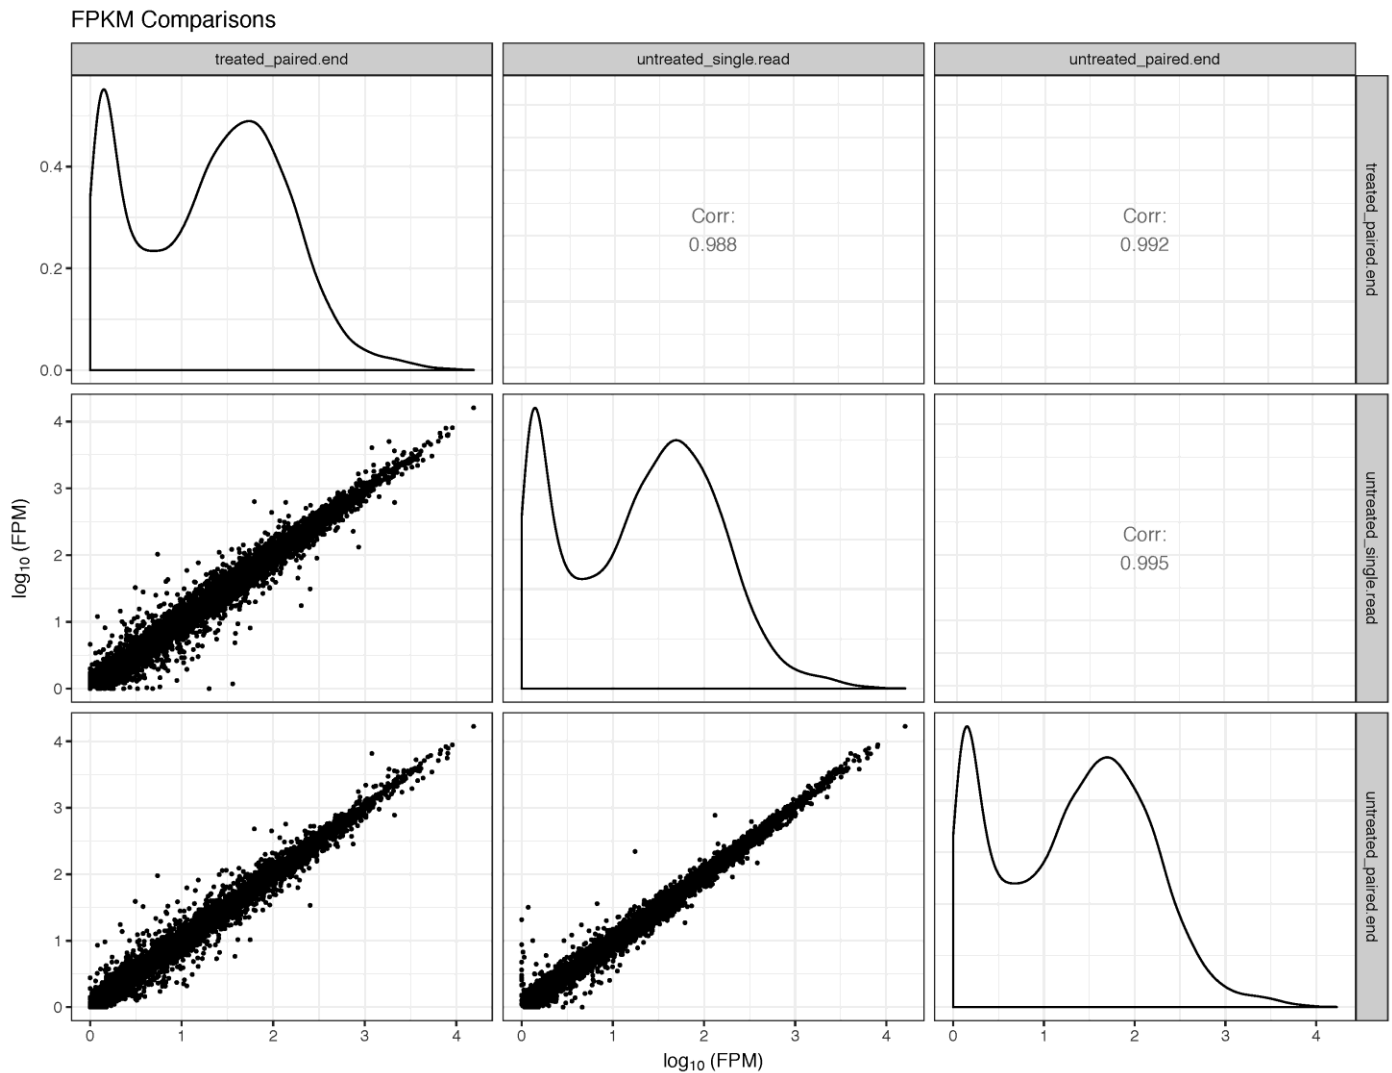 FPKM Comparisons
treated_paired.end
untreated_single.read
untreated_paired.end
0.4
0.2
0.0
Corr:
0.988
Corr:
0.992
treated_paired.end
4
3
2
1
0
Corr:
0.995
untreated_single.read
log₁₀ (FPM)
4
3
2
1
0
untreated_paired.end
0 1 2 3 4
0 1 2 3 4
0 1 2 3 4
log₁₀ (FPM)